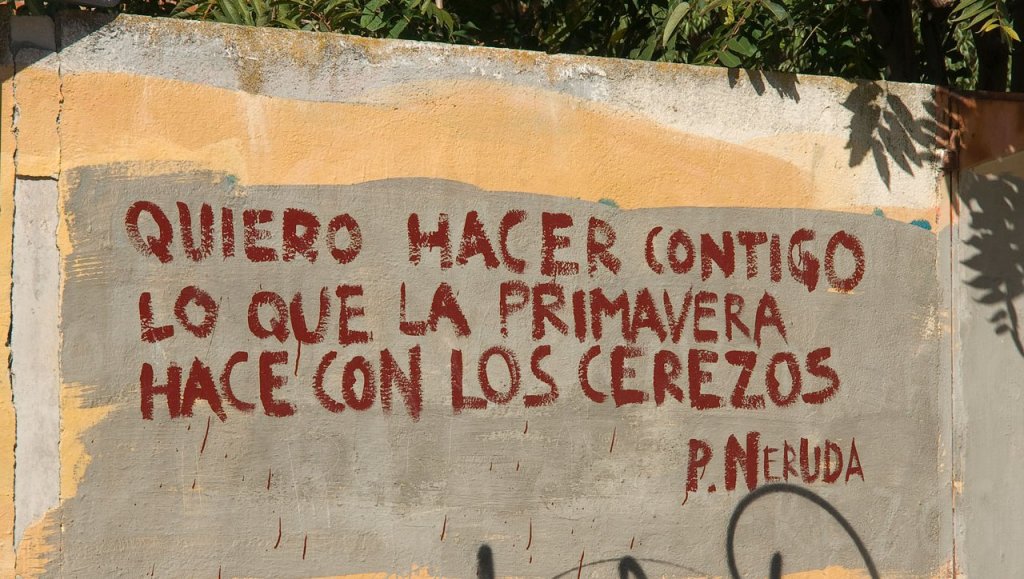 QUIERO HACER CONTIGO
LO QUE LA PRIMAVERA
HACE CON LOS CEREZOS
P. NERUDA